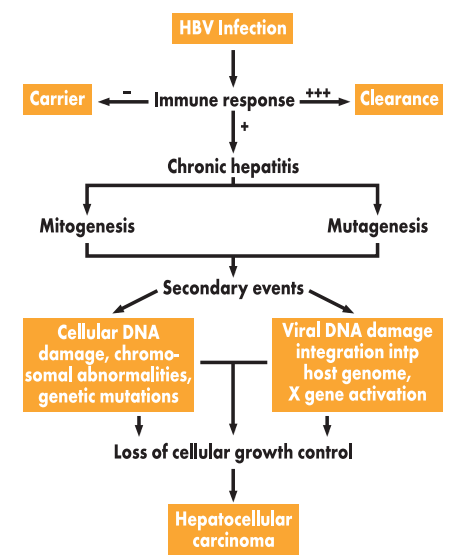 HBV Infection
Carrier – Immune response +++ Clearance
+
Chronic hepatitis
Mitogenesis Mutagenesis
Secondary events
Cellular DNA
damage, chromo-
somal abnormalities,
genetic mutations
Viral DNA damage
integration intp
host genome,
X gene activation
Loss of cellular growth control
Hepatocellular
carcinoma